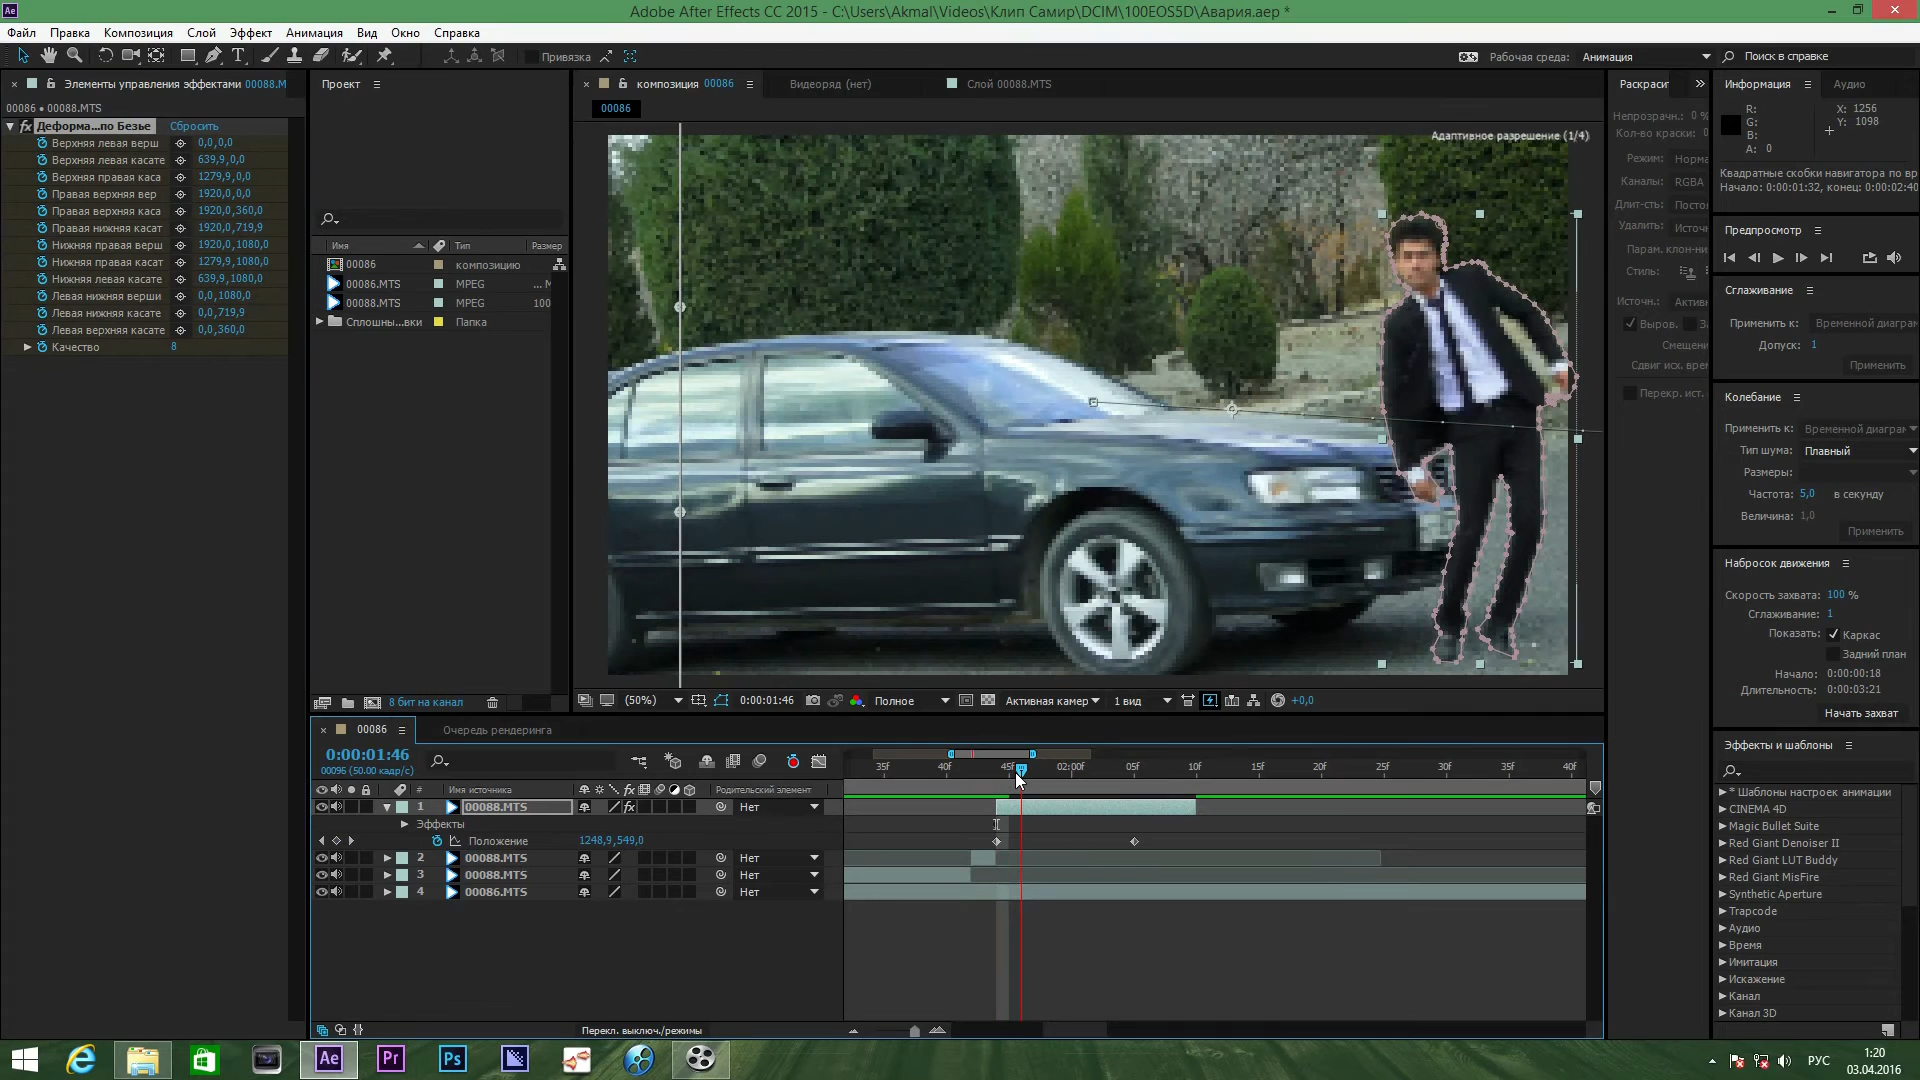 Adobe After Effects CC 2015 - C:\Users\Akmal\Videos\Клип Самир\DCIM\100EOS5D\Авария.aep *
Файл Правка Композиция Слой Эффект Анимация Вид Окно Справка
Привязка
Рабочая среда: Анимация
Поиск в справке
Элементы управления эффектами 00088.M
00086 • 00088.MTS
Деформа...по Безье Сбросить
Верхняя левая верш 0,0,0,0
Верхняя левая касате 639,9,0,0
Верхняя правая каса 1279,9,0,0
Правая верхняя вер 1920,0,0,0
Правая верхняя каса 1920,0,360,0
Правая нижняя касат 1920,0,719,9
Нижняя правая верш 1920,0,1080,0
Нижняя правая касат 1279,9,1080,0
Нижняя левая касате 639,9,1080,0
Левая нижняя верши 0,0,1080,0
Левая нижняя касате 0,0,719,9
Левая верхняя касате 0,0,360,0
Качество 8
Проект
Имя Тип Размер
00086 композицию
00086.MTS MPEG ... М
00088.MTS MPEG 100
Сплошны...вки Папка
8 бит на канал
композиция 00086
Видеоряд (нет)
Слой 00088.MTS
00086
Адаптивное разрешение (1/4)
(50%) 0:00:01:46 Полное Активная камер 1 вид +0,0
Раскрасит
Непрозрачн.: 0 %
Кол-во краски: 0
Режим: Норма
Каналы: RGBA
Длит-сть: Постоя
Удалить: Источн
Парам. клон-ния
Стиль:
Источн.: Актив
Выров. За
Смещени
Сдвиг исх. врем
Перекр. ист.
Информация Аудио
R:
G:
B:
A: 0
X: 1256
Y: 1098
Квадратные скобки навигатора по вр
Начало: 0:00:01:32, конец: 0:00:02:40
Предпросмотр
Сглаживание
Применить к: Временной диаграм
Допуск: 1
Применить
Колебание
Применить к: Временной диаграм
Тип шума: Плавный
Размеры:
Частота: 5,0 в секунду
Величина: 1,0
Применить
Набросок движения
Скорость захвата: 100 %
Сглаживание: 1
Показать: Каркас
Задний план
Начало: 0:00:00:18
Длительность: 0:00:03:21
Начать захват
Эффекты и шаблоны
* Шаблоны настроек анимации
CINEMA 4D
Magic Bullet Suite
Red Giant Denoiser II
Red Giant LUT Buddy
Red Giant MisFire
Synthetic Aperture
Trapcode
Аудио
Время
Имитация
Искажение
Канал
Канал 3D
00086
Очередь рендеринга
0:00:01:46
00096 (50.00 кадр/с)
35f 40f 45f 02:00f 05f 10f 15f 20f 25f 30f 35f 40f
# Имя источника fx Родительский элемент
1 00088.MTS fx Нет
Эффекты
Положение 1248,9,549,0
2 00088.MTS Нет
3 00088.MTS Нет
4 00086.MTS Нет
Перекл. выключ./режимы
Ae Pr Ps
РУС
1:20
03.04.2016